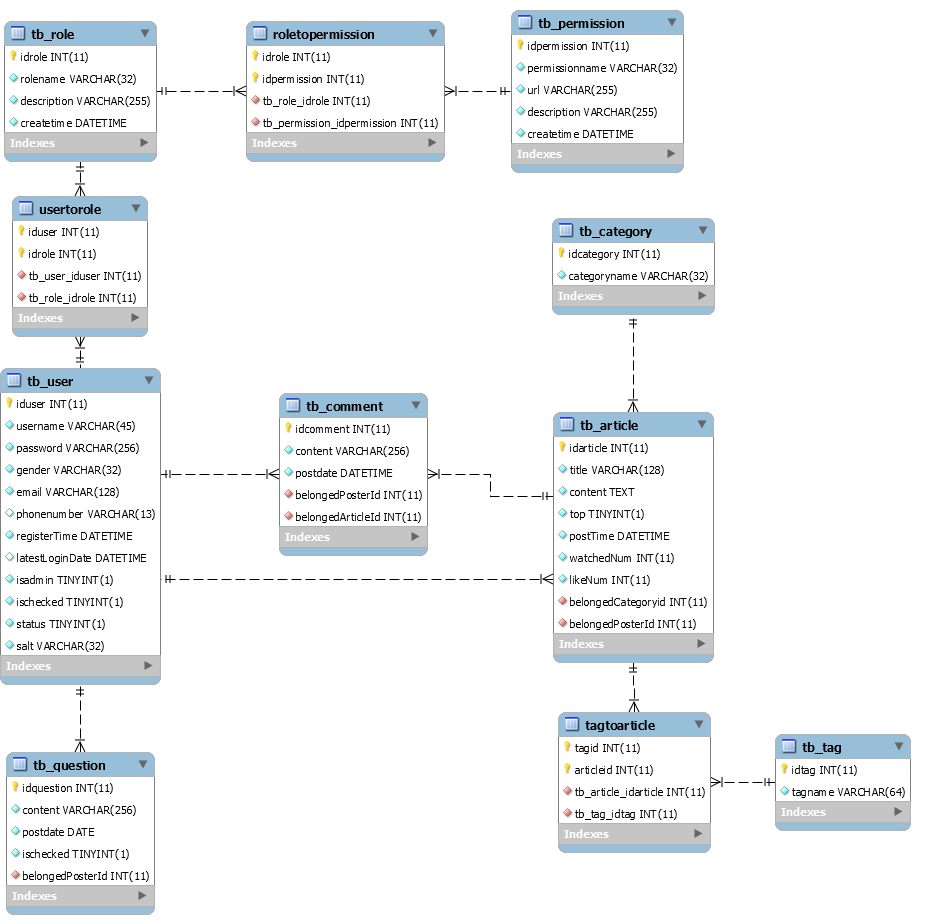 tb_role
idrole INT(11)
rolename VARCHAR(32)
description VARCHAR(255)
createtime DATETIME
Indexes
roletopermission
idrole INT(11)
idpermission INT(11)
tb_role_idrole INT(11)
tb_permission_idpermission INT(11)
Indexes
tb_permission
idpermission INT(11)
permissionname VARCHAR(32)
url VARCHAR(255)
description VARCHAR(255)
createtime DATETIME
Indexes
usertorole
iduser INT(11)
idrole INT(11)
tb_user_iduser INT(11)
tb_role_idrole INT(11)
Indexes
tb_category
idcategory INT(11)
categoryname VARCHAR(32)
Indexes
tb_user
iduser INT(11)
username VARCHAR(45)
password VARCHAR(256)
gender VARCHAR(32)
email VARCHAR(128)
phonenumber VARCHAR(13)
registerTime DATETIME
latestLoginDate DATETIME
isadmin TINYINT(1)
ischecked TINYINT(1)
status TINYINT(1)
salt VARCHAR(32)
Indexes
tb_comment
idcomment INT(11)
content VARCHAR(256)
postdate DATETIME
belongedPosterId INT(11)
belongedArticleId INT(11)
Indexes
tb_article
idarticle INT(11)
title VARCHAR(128)
content TEXT
top TINYINT(1)
postTime DATETIME
watchedNum INT(11)
likeNum INT(11)
belongedCategoryid INT(11)
belongedPosterId INT(11)
Indexes
tb_question
idquestion INT(11)
content VARCHAR(256)
postdate DATE
ischecked TINYINT(1)
belongedPosterId INT(11)
Indexes
tagtoarticle
tagid INT(11)
articleid INT(11)
tb_article_idarticle INT(11)
tb_tag_idtag INT(11)
Indexes
tb_tag
idtag INT(11)
tagname VARCHAR(64)
Indexes